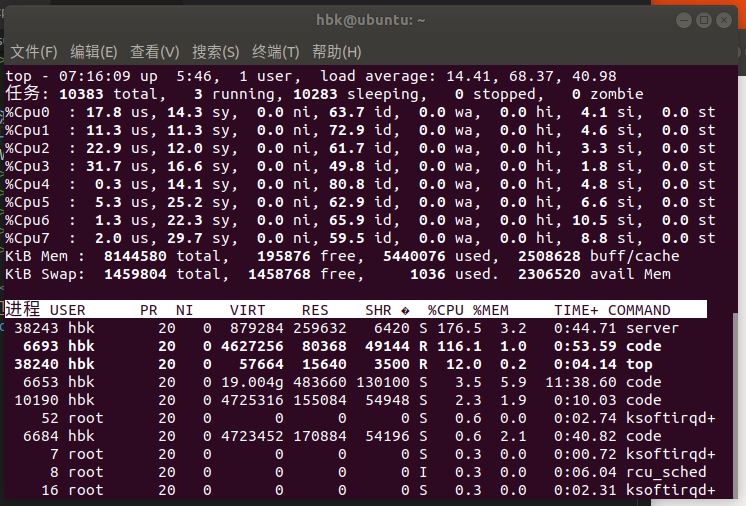 hbk@ubuntu: ~
文件(F) 编辑(E) 查看(V) 搜索(S) 终端(T) 帮助(H)
top - 07:16:09 up  5:46,  1 user,  load average: 14.41, 68.37, 40.98
任务: 10383 total,   3 running, 10283 sleeping,   0 stopped,   0 zombie
%Cpu0  : 17.8 us, 14.3 sy,  0.0 ni, 63.7 id,  0.0 wa,  0.0 hi,  4.1 si,  0.0 st
%Cpu1  : 11.3 us, 11.3 sy,  0.0 ni, 72.9 id,  0.0 wa,  0.0 hi,  4.6 si,  0.0 st
%Cpu2  : 22.9 us, 12.0 sy,  0.0 ni, 61.7 id,  0.0 wa,  0.0 hi,  3.3 si,  0.0 st
%Cpu3  : 31.7 us, 16.6 sy,  0.0 ni, 49.8 id,  0.0 wa,  0.0 hi,  1.8 si,  0.0 st
%Cpu4  :  0.3 us, 14.1 sy,  0.0 ni, 80.8 id,  0.0 wa,  0.0 hi,  4.8 si,  0.0 st
%Cpu5  :  5.3 us, 25.2 sy,  0.0 ni, 62.9 id,  0.0 wa,  0.0 hi,  6.6 si,  0.0 st
%Cpu6  :  1.3 us, 22.3 sy,  0.0 ni, 65.9 id,  0.0 wa,  0.0 hi, 10.5 si,  0.0 st
%Cpu7  :  2.0 us, 29.7 sy,  0.0 ni, 59.5 id,  0.0 wa,  0.0 hi,  8.8 si,  0.0 st
KiB Mem :  8144580 total,   195876 free,  5440076 used,  2508628 buff/cache
KiB Swap:  1459804 total,  1458768 free,     1036 used.  2306520 avail Mem
进程 USER      PR  NI    VIRT    RES    SHR �  %CPU %MEM     TIME+ COMMAND
38243 hbk       20   0  879284 259632   6420 S 176.5  3.2   0:44.71 server
6693 hbk       20   0 4627256  80368  49144 R 116.1  1.0   0:53.59 code
38240 hbk       20   0   57664  15640   3500 R  12.0  0.2   0:04.14 top
6653 hbk       20   0 19.004g 483660 130100 S   3.5  5.9  11:38.60 code
10190 hbk       20   0 4725316 155084  54948 S   2.3  1.9   0:10.03 code
52 root      20   0       0      0      0 S   0.6  0.0   0:02.74 ksoftirqd+
6684 hbk       20   0 4723452 170884  54196 S   0.6  2.1   0:40.82 code
7 root      20   0       0      0      0 S   0.3  0.0   0:00.72 ksoftirqd+
8 root      20   0       0      0      0 I   0.3  0.0   0:06.04 rcu_sched
16 root      20   0       0      0      0 S   0.3  0.0   0:02.31 ksoftirqd+